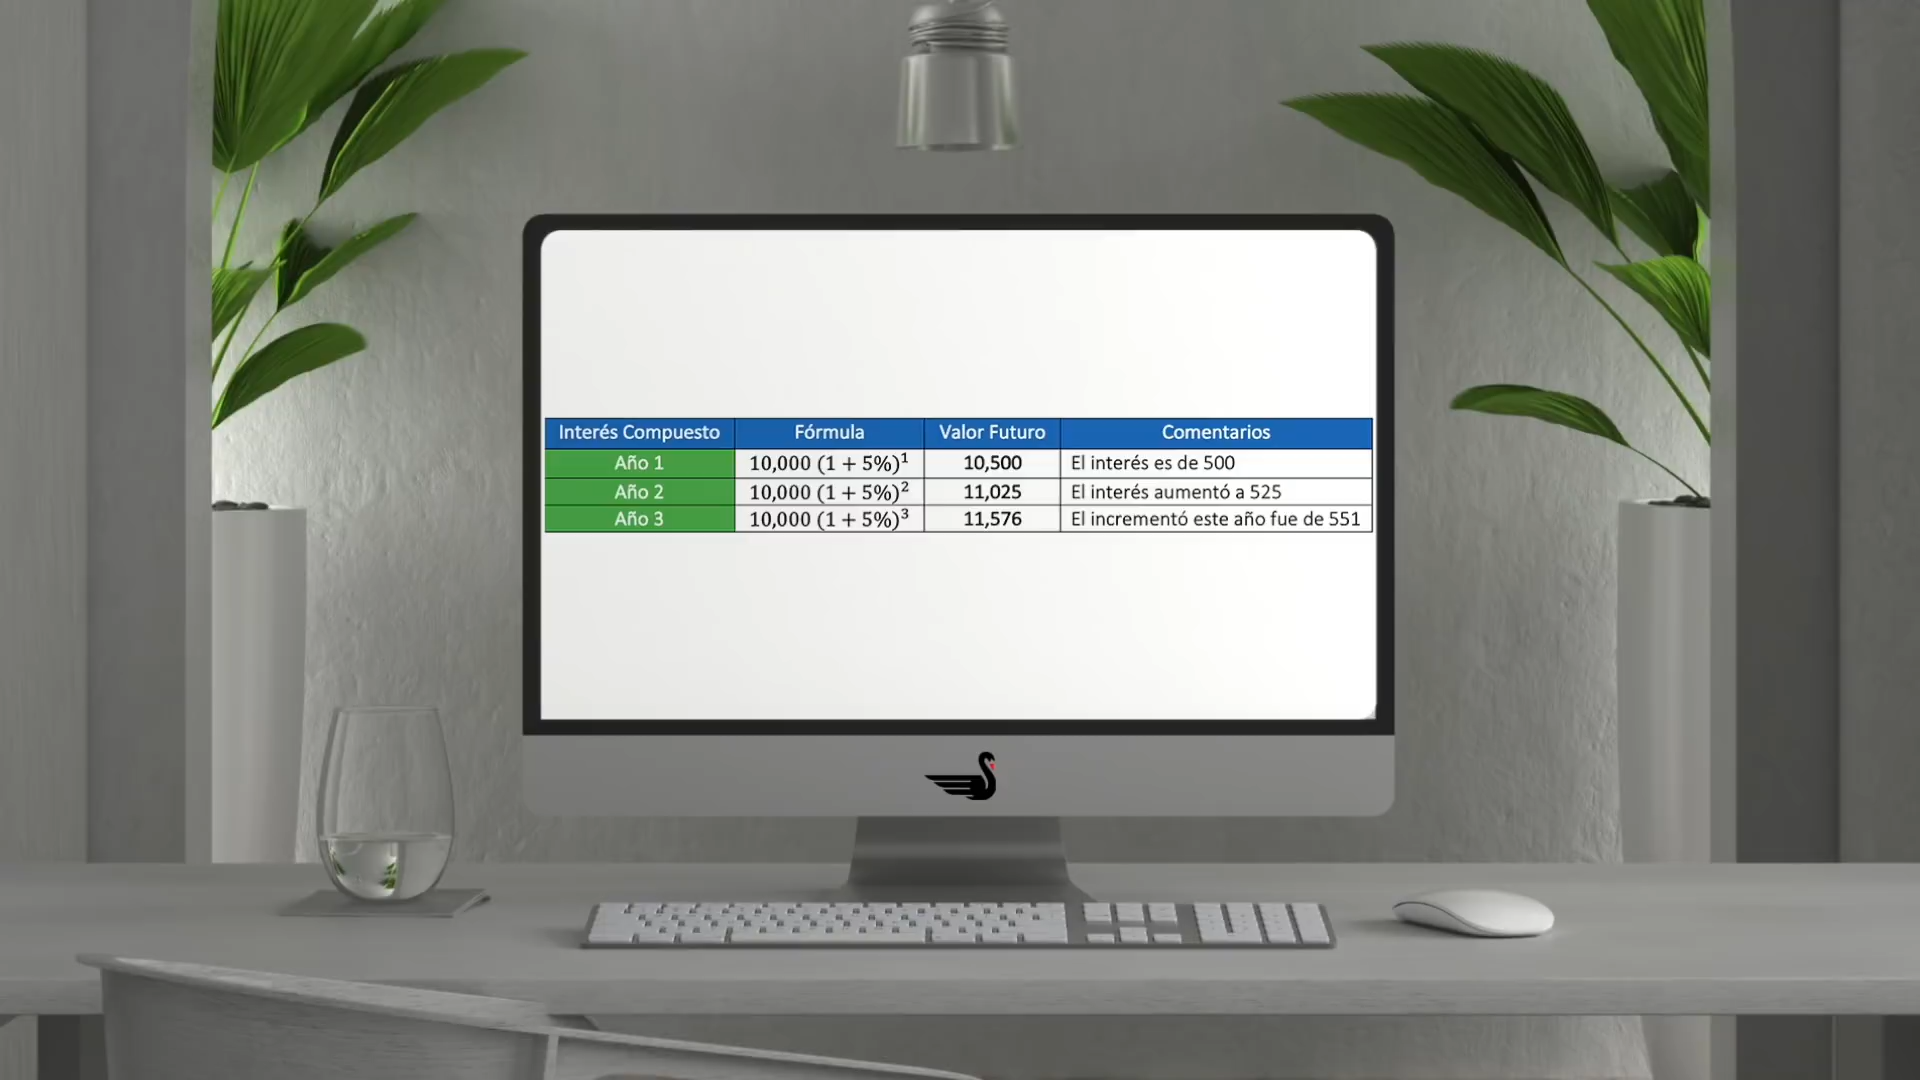 Interés Compuesto Fórmula Valor Futuro Comentarios
Año 1 10,000 (1 + 5%)¹ 10,500 El interés es de 500
Año 2 10,000 (1 + 5%)² 11,025 El interés aumentó a 525
Año 3 10,000 (1 + 5%)³ 11,576 El incrementó este año fue de 551